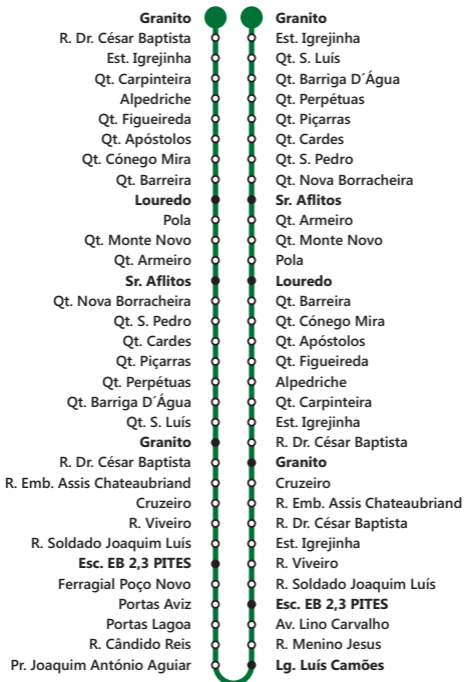 Granito
R. Dr. César Baptista
Est. Igrejinha
Qt. Carpinteira
Alpedriche
Qt. Figueireda
Qt. Apóstolos
Qt. Cónego Mira
Qt. Barreira
Louredo
Pola
Qt. Monte Novo
Qt. Armeiro
Sr. Aflitos
Qt. Nova Borracheira
Qt. S. Pedro
Qt. Cardes
Qt. Piçarras
Qt. Perpétuas
Qt. Barriga D´Água
Qt. S. Luís
Granito
R. Dr. César Baptista
R. Emb. Assis Chateaubriand
Cruzeiro
R. Viveiro
R. Soldado Joaquim Luís
Esc. EB 2,3 PITES
Ferragial Poço Novo
Portas Aviz
Portas Lagoa
R. Cândido Reis
Pr. Joaquim António Aguiar
Granito
Est. Igrejinha
Qt. S. Luís
Qt. Barriga D´Água
Qt. Perpétuas
Qt. Piçarras
Qt. Cardes
Qt. S. Pedro
Qt. Nova Borracheira
Sr. Aflitos
Qt. Armeiro
Qt. Monte Novo
Pola
Louredo
Qt. Barreira
Qt. Cónego Mira
Qt. Apóstolos
Qt. Figueireda
Alpedriche
Qt. Carpinteira
Est. Igrejinha
R. Dr. César Baptista
Granito
Cruzeiro
R. Emb. Assis Chateaubriand
R. Dr. César Baptista
Est. Igrejinha
R. Viveiro
R. Soldado Joaquim Luís
Esc. EB 2,3 PITES
Av. Lino Carvalho
R. Menino Jesus
Lg. Luís Camões